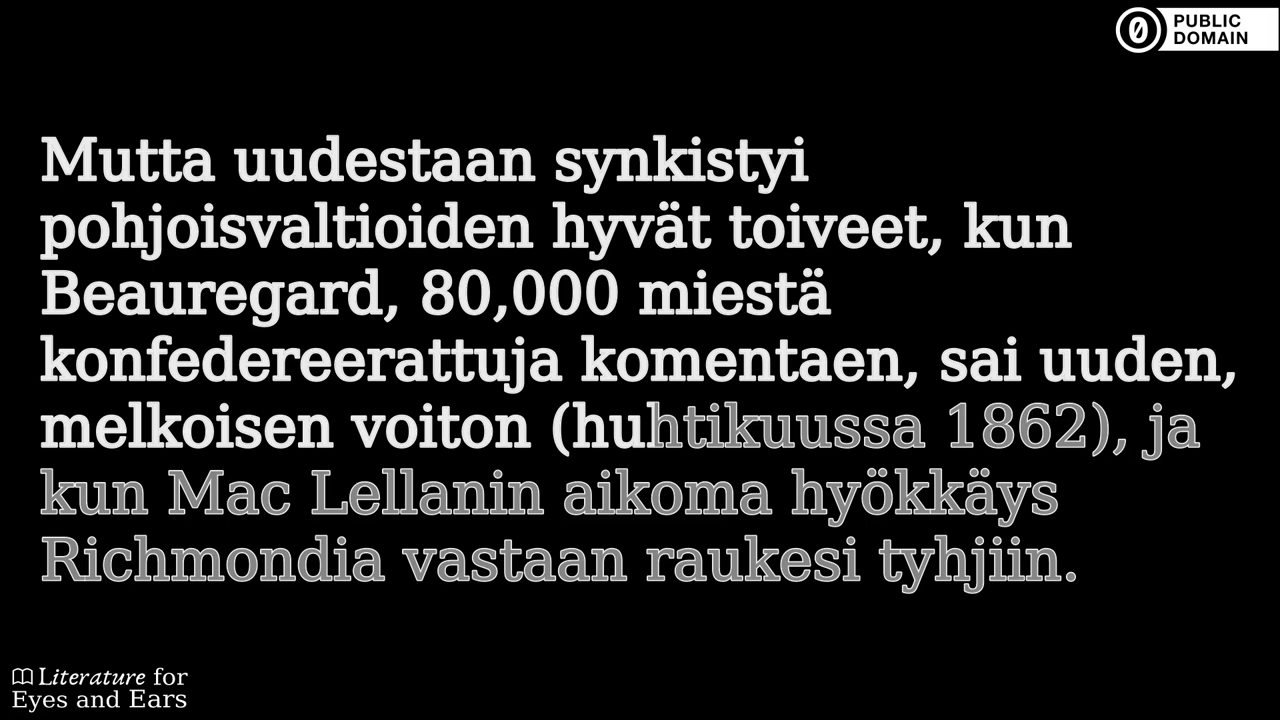 PUBLIC
DOMAIN
Mutta uudestaan synkistyi
pohjoisvaltioiden hyvät toiveet, kun
Beauregard, 80,000 miestä
konfedereerattuja komentaen, sai uuden,
melkoisen voiton (huhtikuussa 1862), ja
kun Mac Lellanin aikoma hyökkäys
Richmondia vastaan raukesi tyhjiin.
Literature for
Eyes and Ears